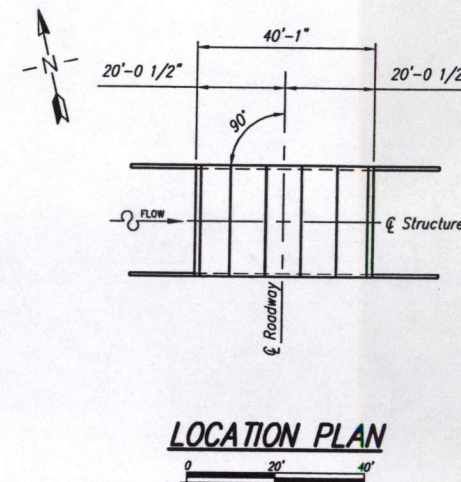 40'-1"
20'-0 1/2" 20'-0 1/2
90°
N
FLOW
℄ Structure
℄ Roadway
LOCATION PLAN
0 20' 40'